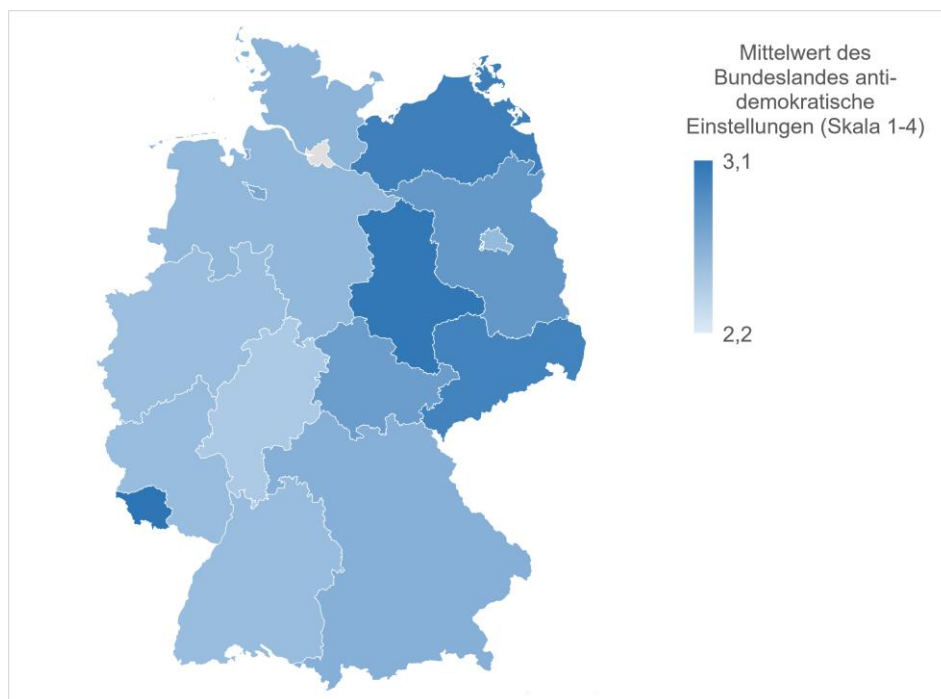 Mittelwert des
Bundeslandes anti-
demokratische
Einstellungen (Skala 1-4)
3,1
2,2